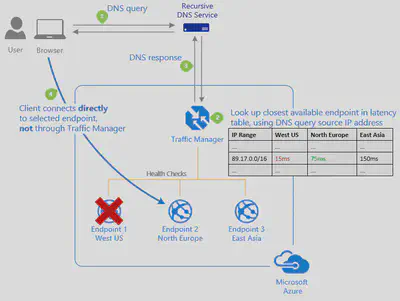 1
DNS query
Recursive
DNS Service
User
Browser
DNS response
3
4
Client connects directly
to selected endpoint,
not through Traffic Manager
2
Look up closest available endpoint in latency
table, using DNS query source IP address
Traffic Manager
IP Range West US North Europe East Asia
...
89.17.0.0/16 15ms 75ms 150ms
...
Health Checks
Endpoint 1
West US
Endpoint 2
North Europe
Endpoint 3
East Asia
Microsoft
Azure